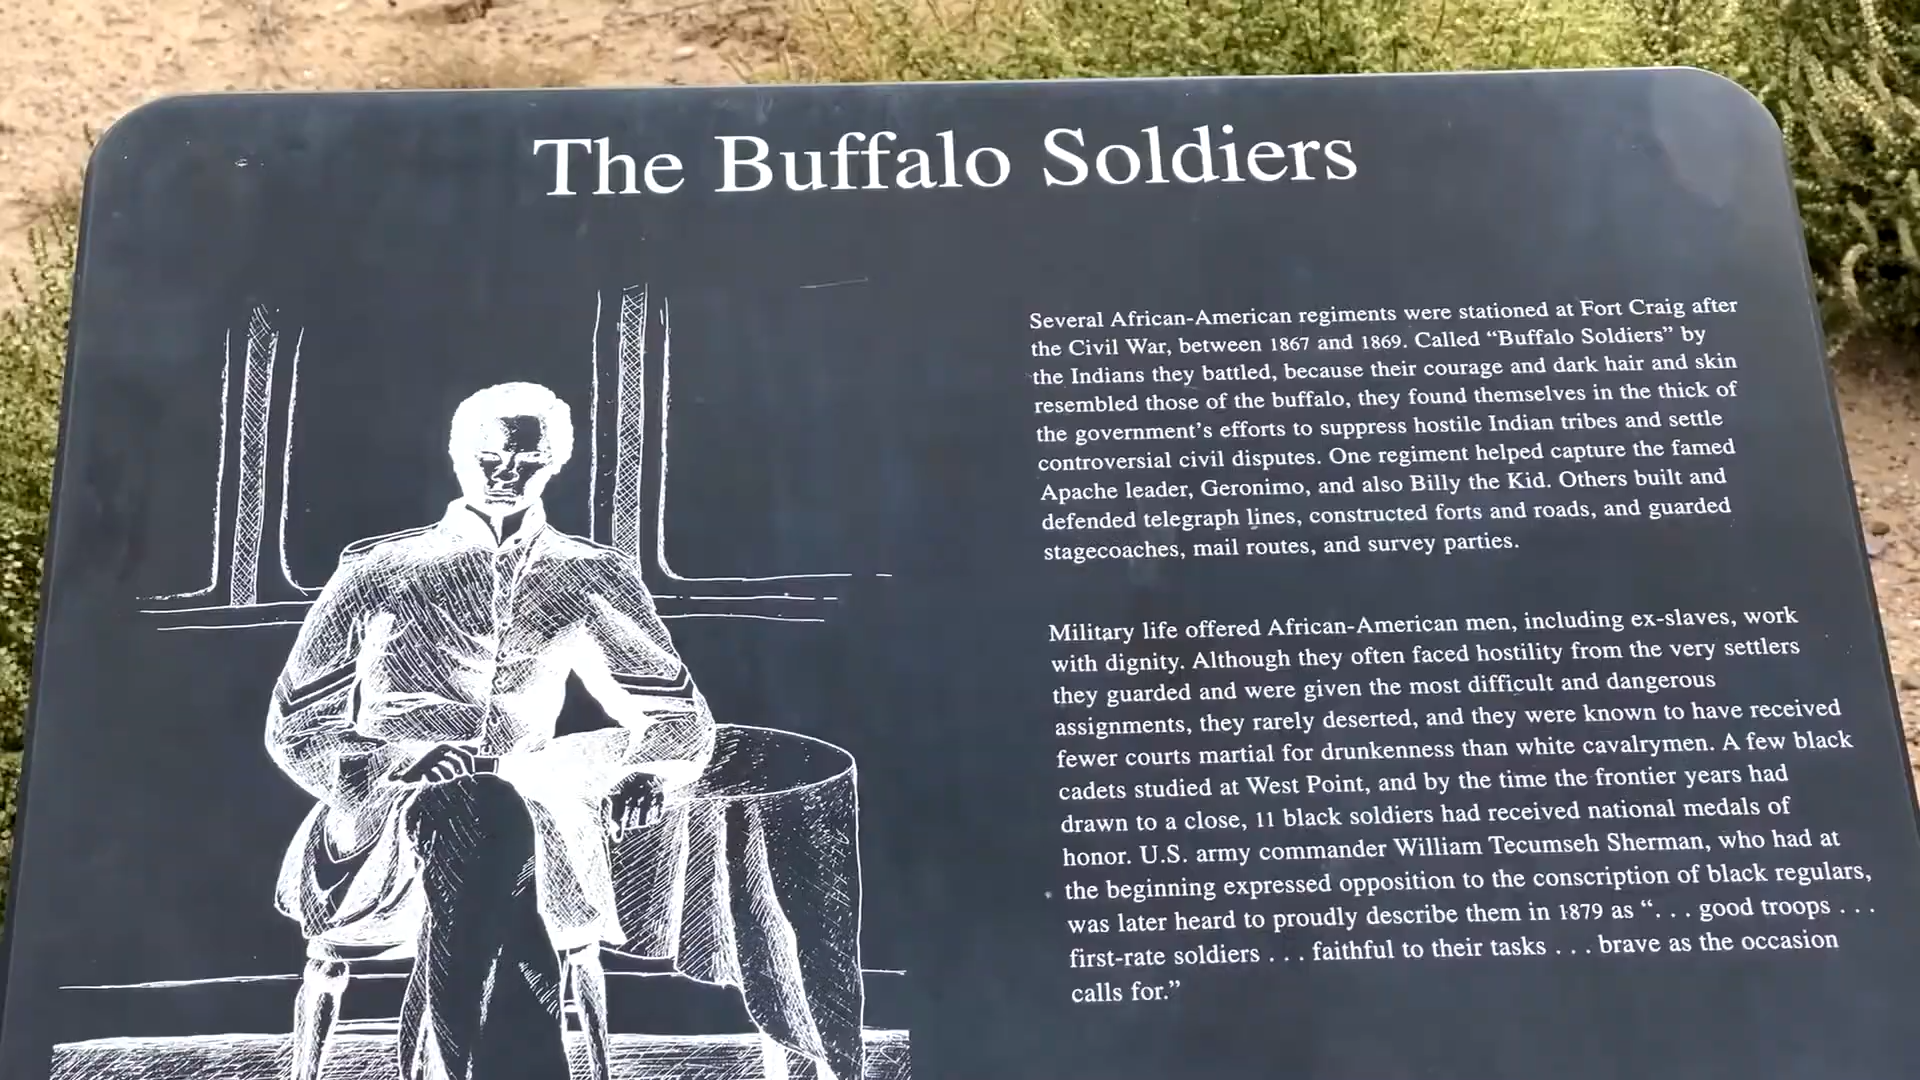 The Buffalo Soldiers
Several African-American regiments were stationed at Fort Craig after
the Civil War, between 1867 and 1869. Called “Buffalo Soldiers” by
the Indians they battled, because their courage and dark hair and skin
resembled those of the buffalo, they found themselves in the thick of
the government’s efforts to suppress hostile Indian tribes and settle
controversial civil disputes. One regiment helped capture the famed
Apache leader, Geronimo, and also Billy the Kid. Others built and
defended telegraph lines, constructed forts and roads, and guarded
stagecoaches, mail routes, and survey parties.
Military life offered African-American men, including ex-slaves, work
with dignity. Although they often faced hostility from the very settlers
they guarded and were given the most difficult and dangerous
assignments, they rarely deserted, and they were known to have received
fewer courts martial for drunkenness than white cavalrymen. A few black
cadets studied at West Point, and by the time the frontier years had
drawn to a close, 11 black soldiers had received national medals of
honor. U.S. army commander William Tecumseh Sherman, who had at
the beginning expressed opposition to the conscription of black regulars,
was later heard to proudly describe them in 1879 as “. . . good troops . . .
first-rate soldiers . . . faithful to their tasks . . . brave as the occasion
calls for.”